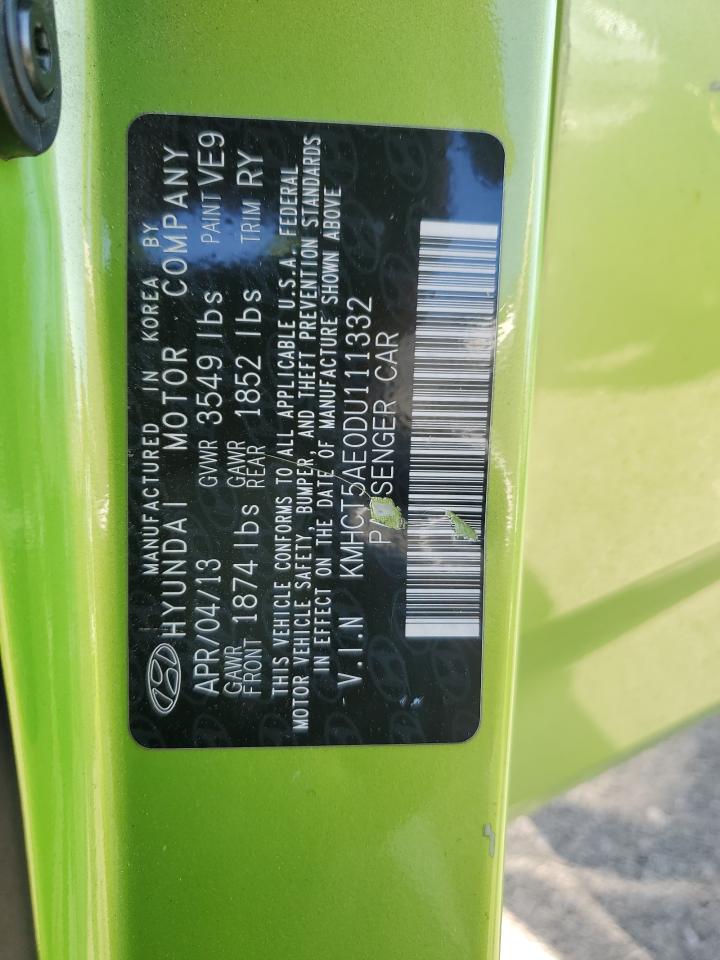 MANUFACTURED IN KOREA BY
HYUNDAI MOTOR COMPANY
APR/04/13 GVWR 3549 lbs PAINT VE9
GAWR FRONT 1874 lbs GAWR REAR 1852 lbs TRIM RY
THIS VEHICLE CONFORMS TO ALL APPLICABLE U.S.A. FEDERAL
MOTOR VEHICLE SAFETY, BUMPER, AND THEFT PREVENTION STANDARDS
IN EFFECT ON THE DATE OF MANUFACTURE SHOWN ABOVE
V.I.N KMHCT5AE0DU111332
PASSENGER CAR